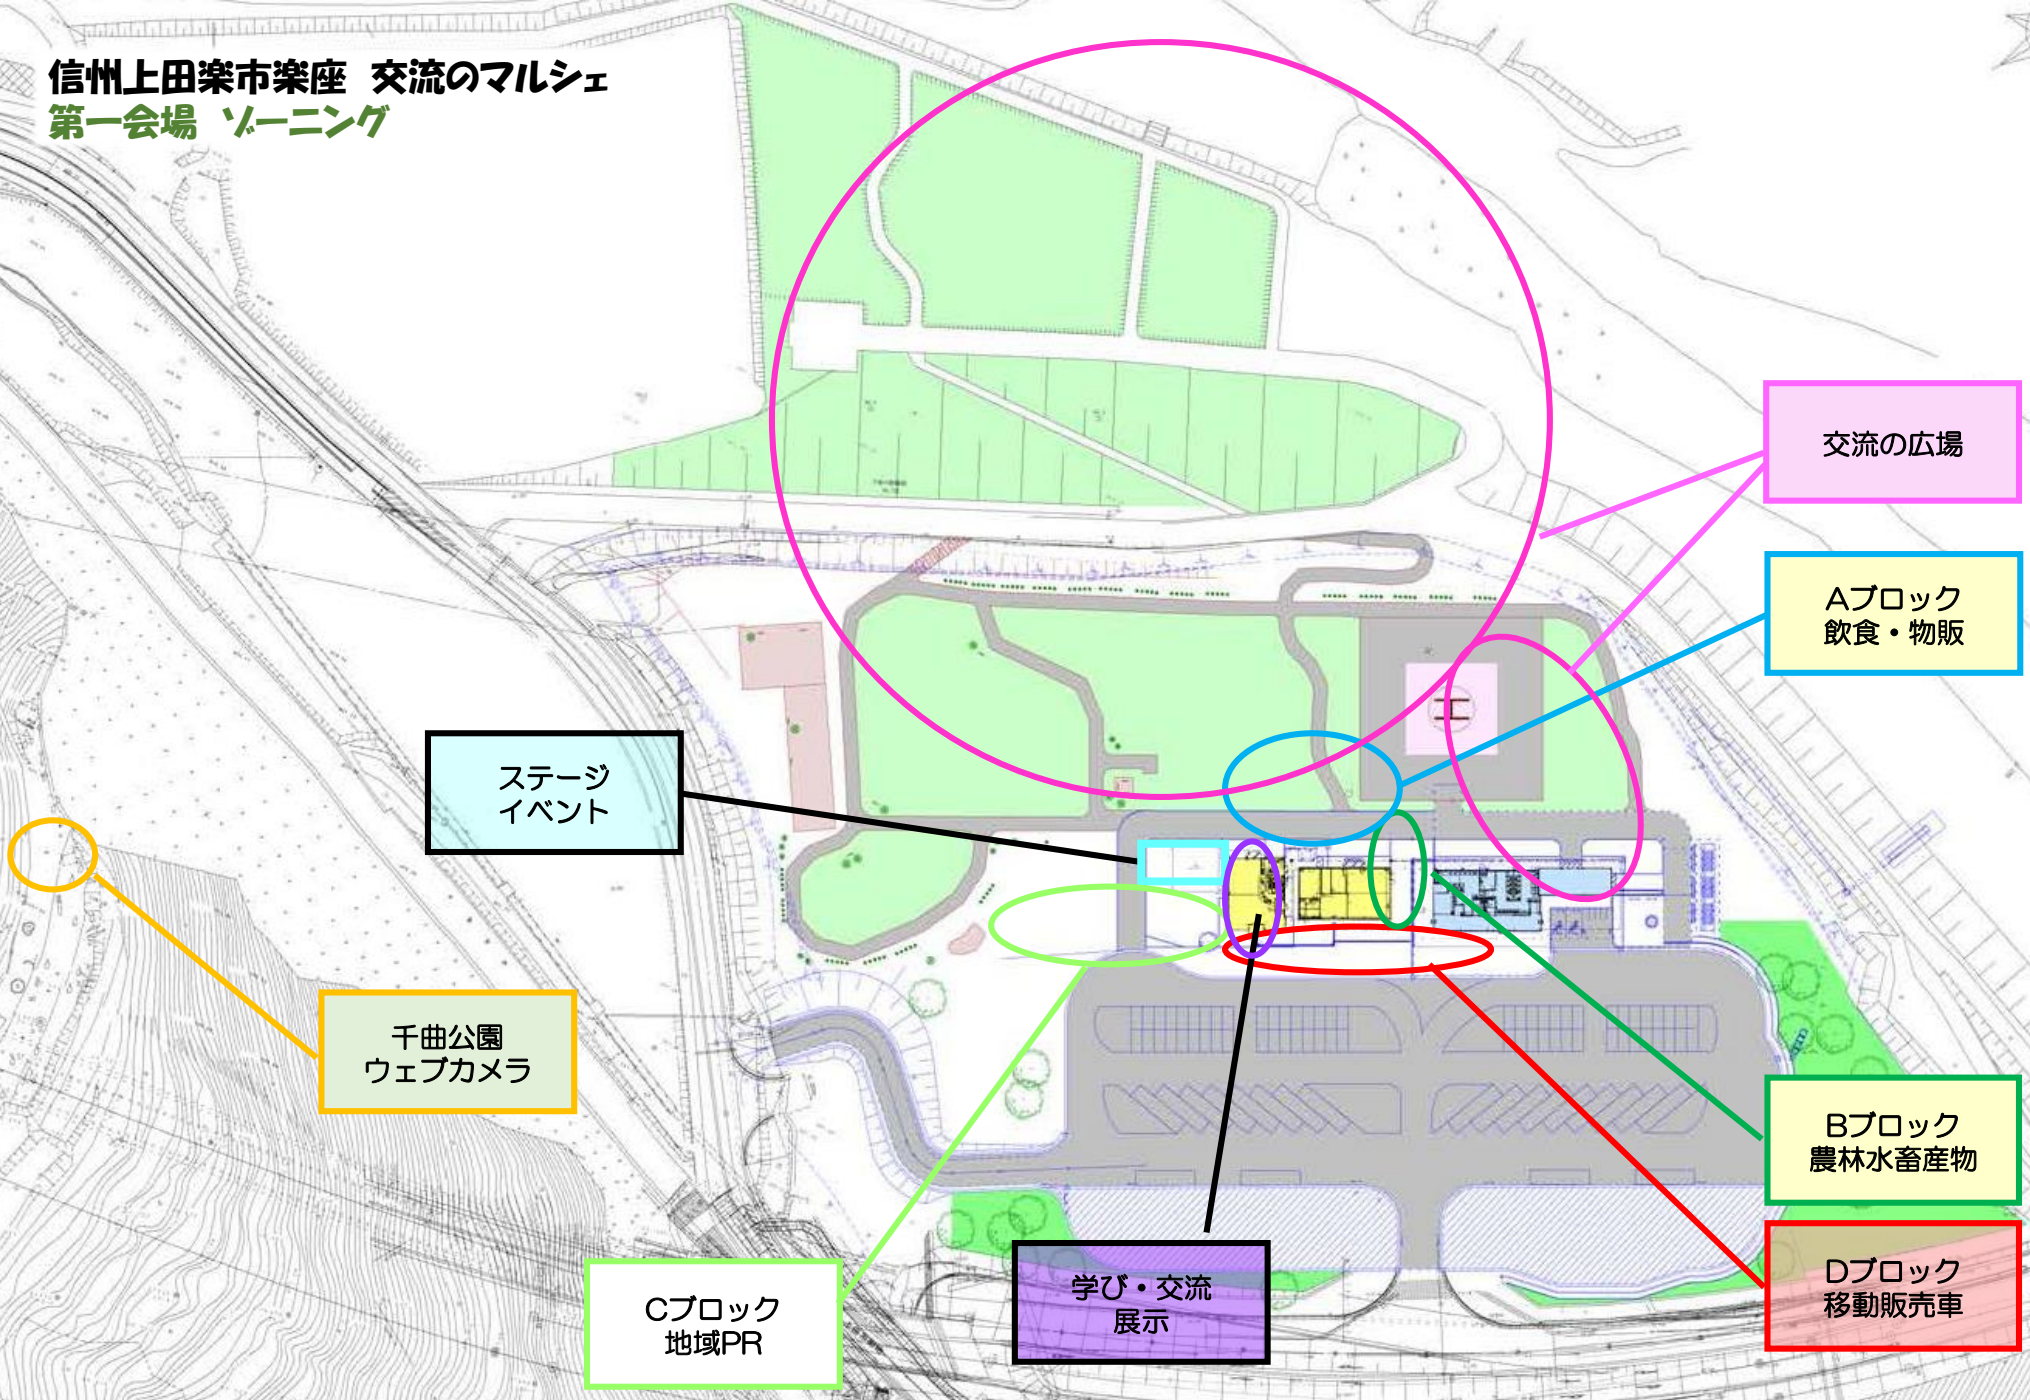 信州上田楽市楽座 交流のマルシェ
第一会場 ゾーニング
交流の広場
Aブロック
飲食・物販
ステージ
イベント
千曲公園
ウェブカメラ
Bブロック
農林水畜産物
Cブロック
地域PR
学び・交流
展示
Dブロック
移動販売車